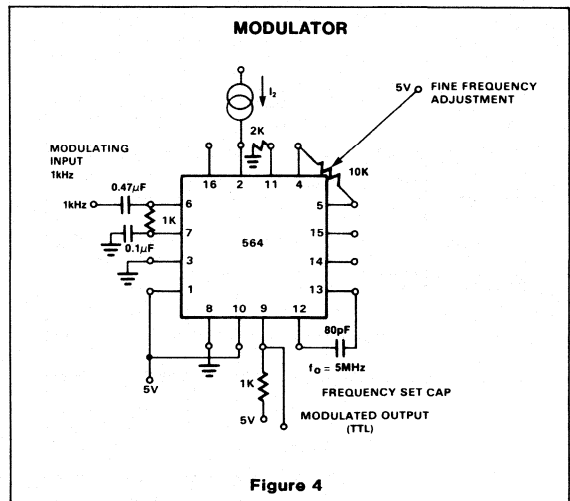 MODULATOR
I₂
5V
FINE FREQUENCY
ADJUSTMENT
2K
10K
MODULATING
INPUT
1kHz
16
2
11
4
0.47μF
1kHz
6
1K
7
0.1μF
3
1
564
5
15
14
13
8
10
9
12
80pF
fo = 5MHz
5V
1K
5V
FREQUENCY SET CAP
MODULATED OUTPUT
(TTL)
Figure 4